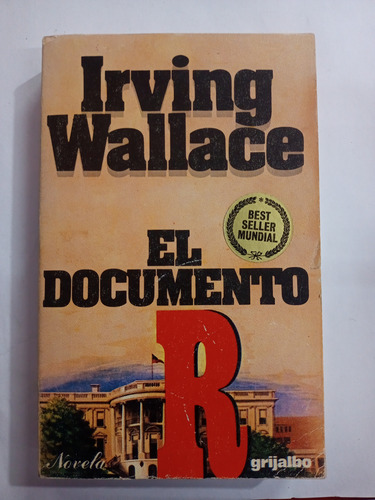 Irving
Wallace
BEST
SELLER
MUNDIAL
EL
DOCUMENTO
R
Novela
grijalbo